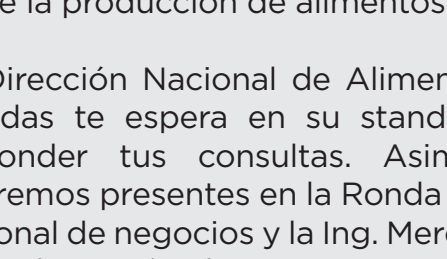 e la producción de alimentos
Dirección Nacional de Alimen
das te espera en su stand
onder tus consultas. Asin
remos presentes en la Ronda
onal de negocios y la Ing. Mero